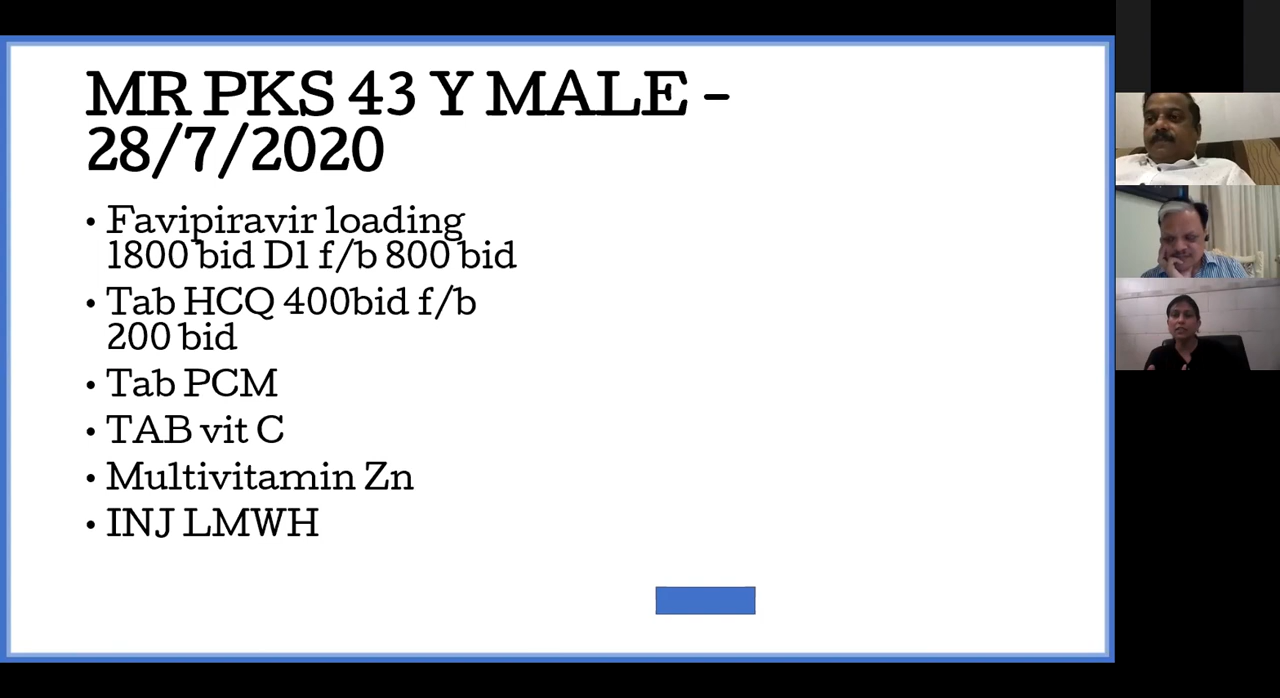 MR PKS 43 Y MALE –
28/7/2020
• Favipiravir loading
1800 bid D1 f/b 800 bid
• Tab HCQ 400bid f/b
200 bid
• Tab PCM
• TAB vit C
• Multivitamin Zn
• INJ LMWH